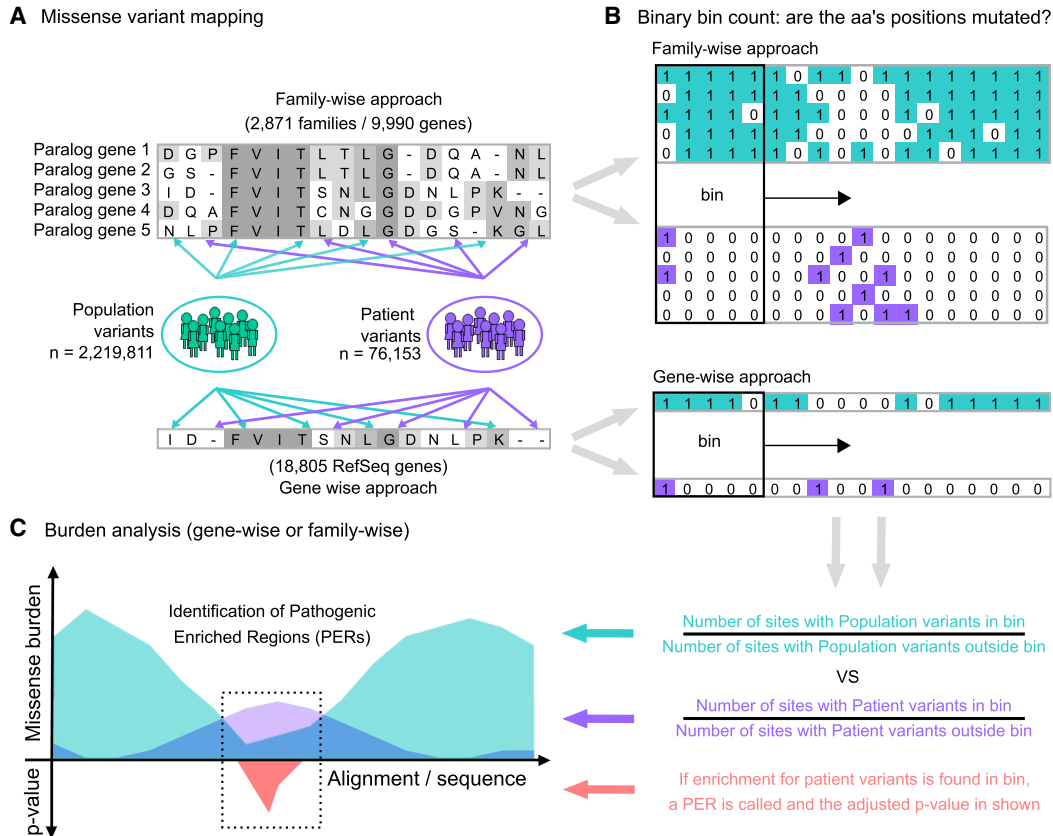 A Missense variant mapping
Family-wise approach
(2,871 families / 9,990 genes)
Paralog gene 1 D G P F V I T L T L G - D Q A - N L
Paralog gene 2 G S - F V I T L T L G - D Q A - N L
Paralog gene 3 I D - F V I T S N L G D N L P K - -
Paralog gene 4 D Q A F V I T C N G G D D G P V N G
Paralog gene 5 N L P F V I T L D L G D G S - K G L
Population
variants
n = 2,219,811
Patient
variants
n = 76,153
I D - F V I T S N L G D N L P K - -
(18,805 RefSeq genes)
Gene wise approach
B Binary bin count: are the aa's positions mutated?
Family-wise approach
1 1 1 1 1 1 0 1 1 0 1 1 1 1 1 1 1 1
0 1 1 1 1 1 1 0 0 0 0 1 1 1 1 1 1 1
1 1 1 1 0 1 1 1 0 0 0 1 0 1 1 1 1 1
0 1 1 1 1 1 1 0 0 0 0 0 1 1 1 0 1 1
0 1 1 1 1 1 0 1 0 1 0 1 1 0 1 1 1 1
bin
1 0 0 0 0 0 0 0 0 1 0 0 0 0 0 0 0 0
0 0 0 0 0 0 0 0 1 0 0 0 0 0 0 0 0 0
1 0 0 0 0 0 0 1 0 0 1 0 0 0 0 0 0 0
0 0 0 0 0 0 0 0 0 1 0 0 0 0 0 0 0 0
0 0 0 0 0 0 0 0 1 0 1 1 0 0 0 0 0 0
Gene-wise approach
1 1 1 1 0 1 1 0 0 0 0 1 0 1 1 1 1 1
bin
1 0 0 0 0 0 0 1 0 0 1 0 0 0 0 0 0 0
C Burden analysis (gene-wise or family-wise)
Missense burden
p-value
Identification of Pathogenic
Enriched Regions (PERs)
Alignment / sequence
Number of sites with Population variants in bin
Number of sites with Population variants outside bin
VS
Number of sites with Patient variants in bin
Number of sites with Patient variants outside bin
If enrichment for patient variants is found in bin,
a PER is called and the adjusted p-value in shown